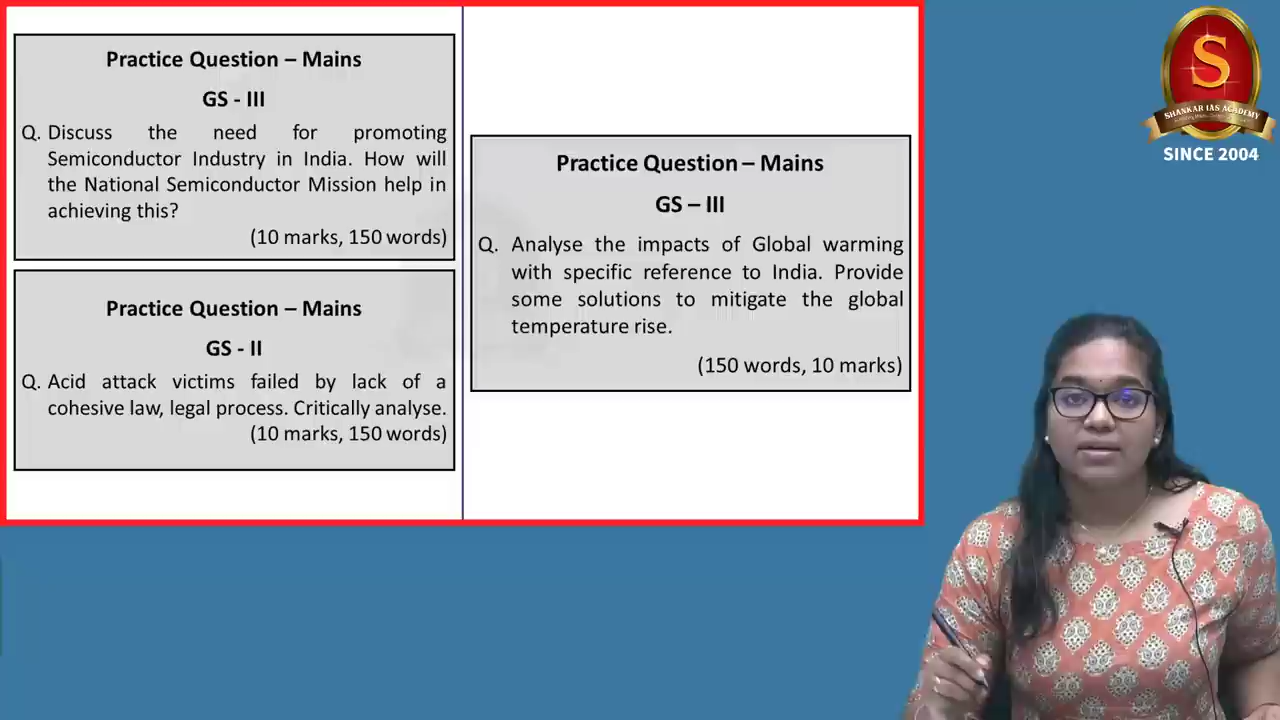 Practice Question – Mains
GS - III
Q. Discuss the need for promoting
Semiconductor Industry in India. How will
the National Semiconductor Mission help in
achieving this?
(10 marks, 150 words)
Practice Question – Mains
GS - II
Q. Acid attack victims failed by lack of a
cohesive law, legal process. Critically analyse.
(10 marks, 150 words)
Practice Question – Mains
GS – III
Q. Analyse the impacts of Global warming
with specific reference to India. Provide
some solutions to mitigate the global
temperature rise.
(150 words, 10 marks)
S
SHANKAR IAS ACADEMY
SINCE 2004